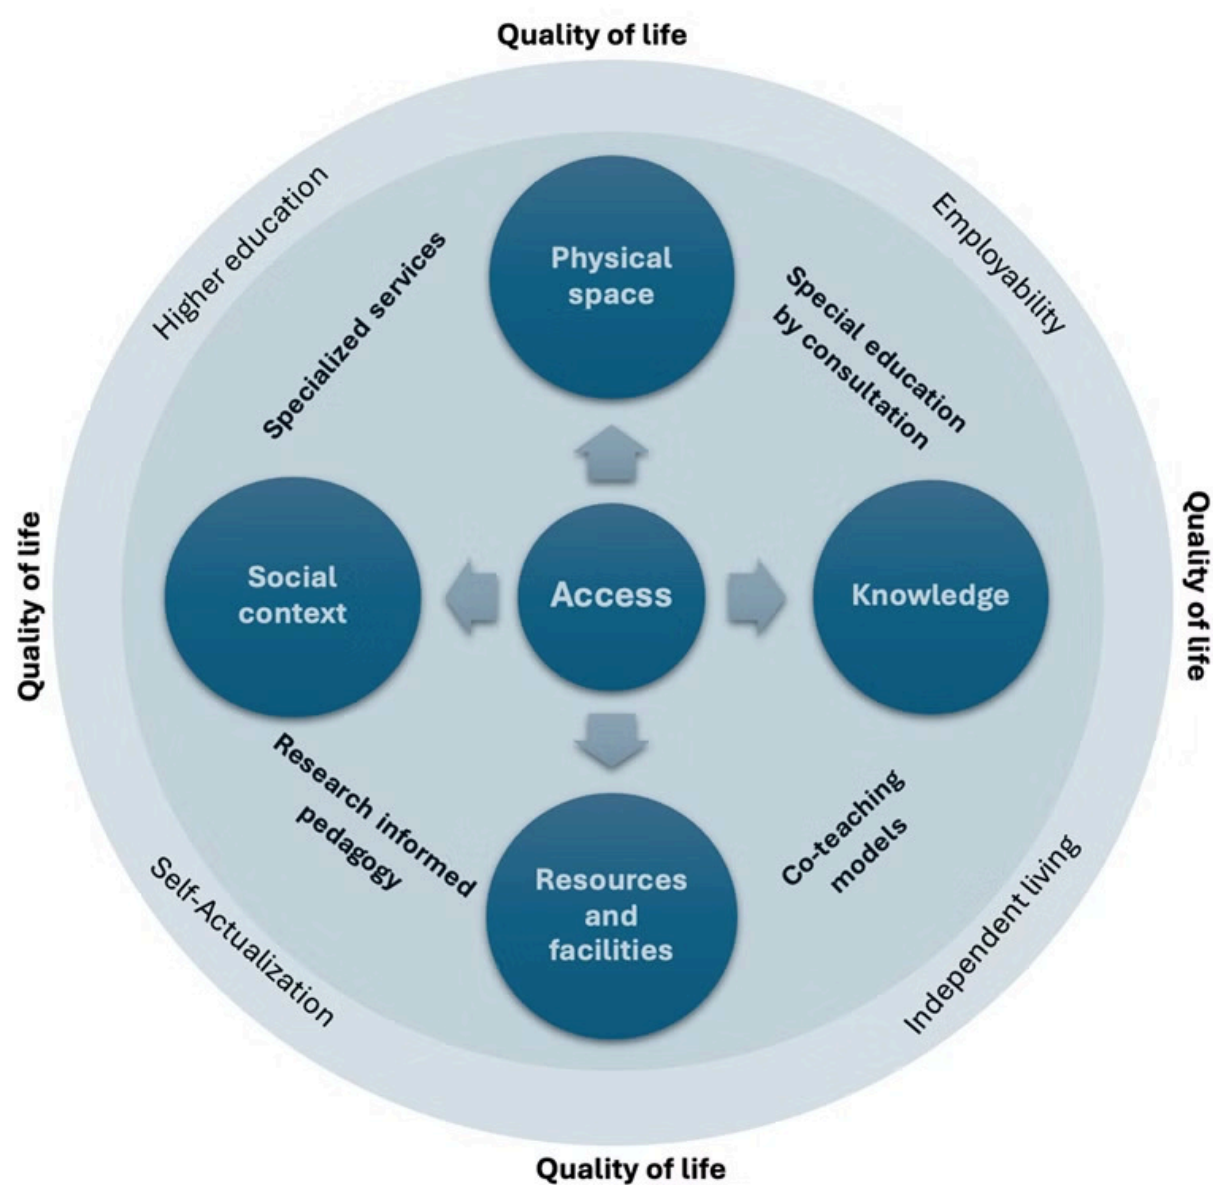 Quality of life
Higher education
Employability
Specialized services
Physical
space
Special education
by consultation
Quality of life
Social
context
Access
Knowledge
Quality of life
Research informed
pedagogy
Resources
and
facilities
Co-teaching
models
Self-Actualization
Independent living
Quality of life